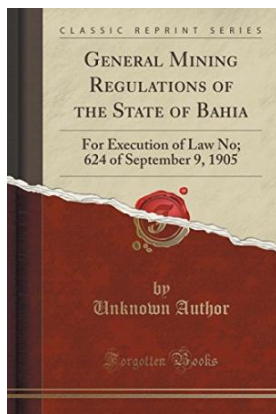 CLASSIC REPRINT SERIES
GENERAL MINING
REGULATIONS OF
THE STATE OF BAHIA
For Execution of Law No;
624 of September 9, 1905
by
Unknown Author
Forgotten Books